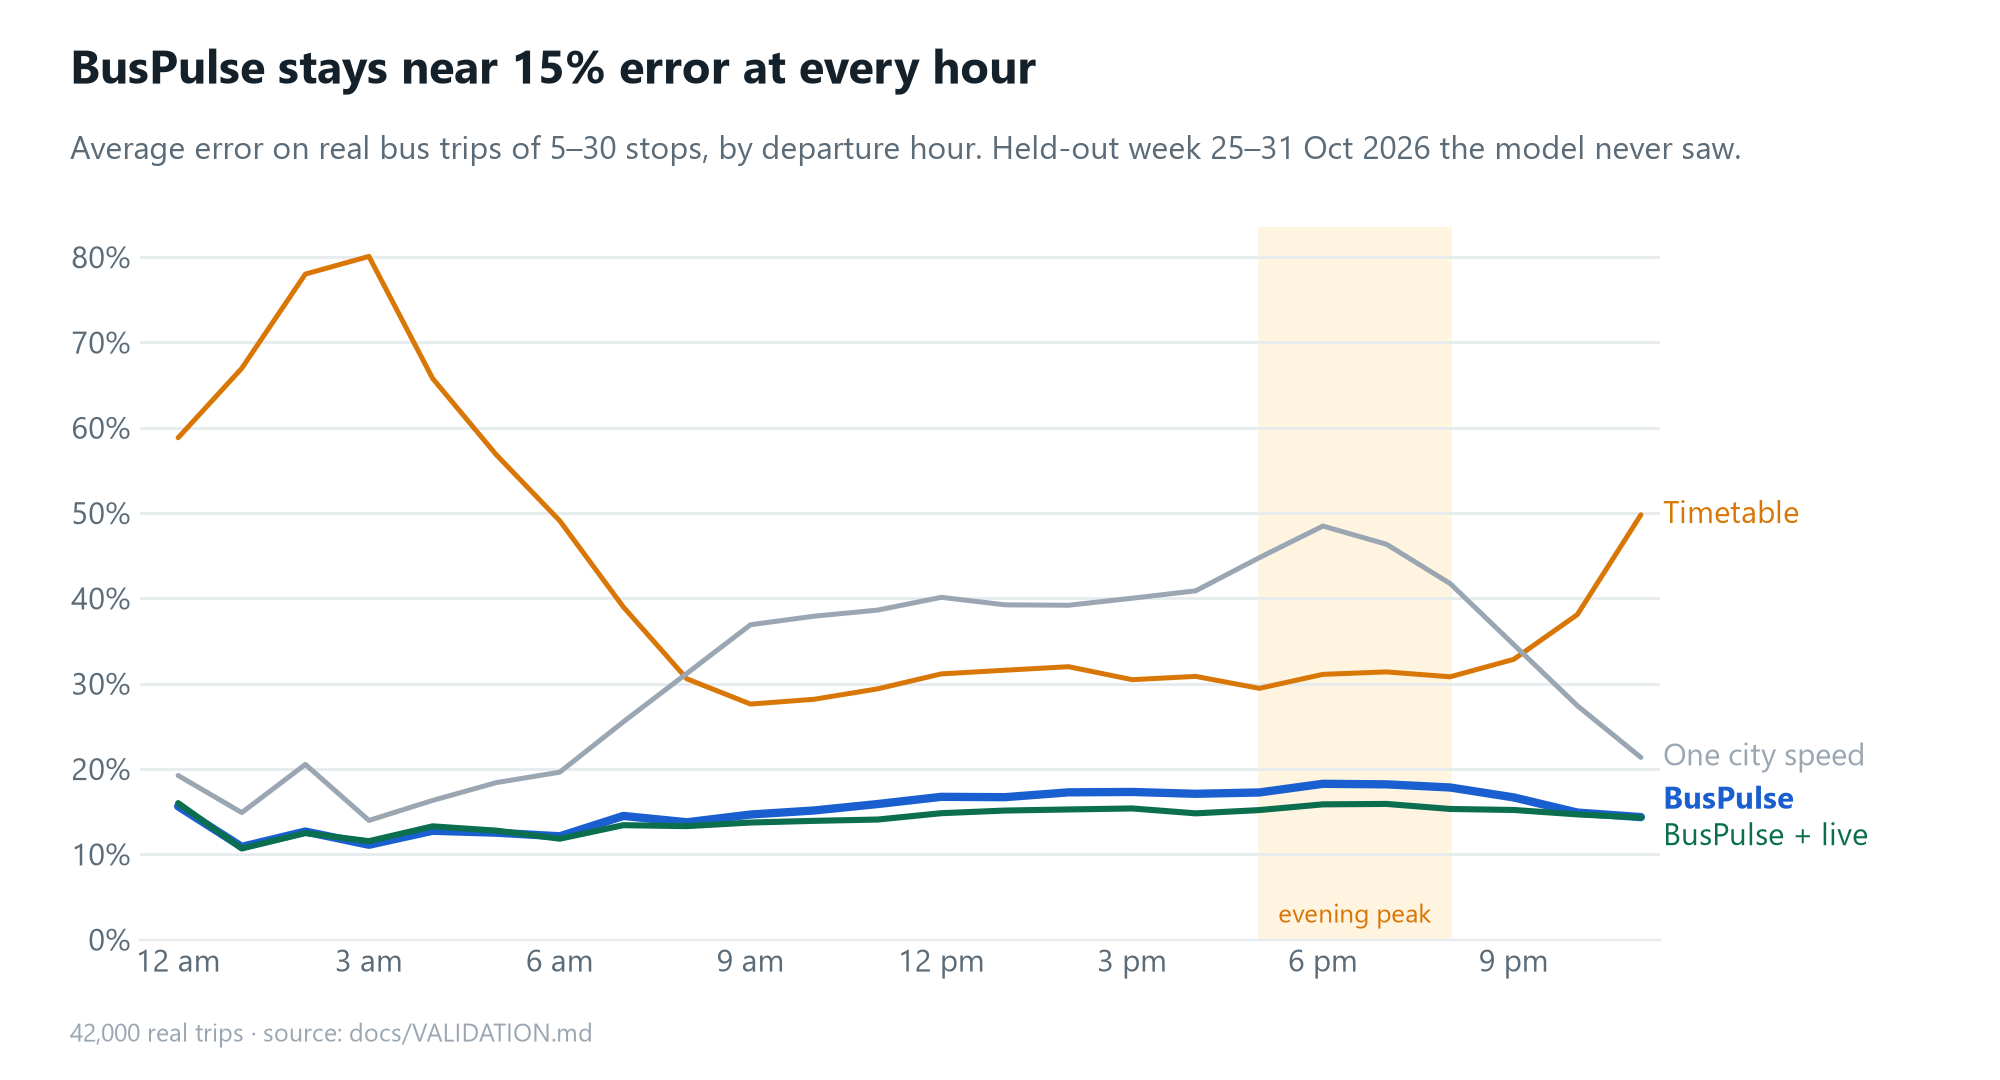 BusPulse stays near 15% error at every hour
Average error on real bus trips of 5–30 stops, by departure hour. Held-out week 25–31 Oct 2026 the model never saw.
80%
70%
60%
50%
40%
30%
20%
10%
0%
Timetable
One city speed
BusPulse
BusPulse + live
evening peak
12 am
3 am
6 am
9 am
12 pm
3 pm
6 pm
9 pm
42,000 real trips · source: docs/VALIDATION.md